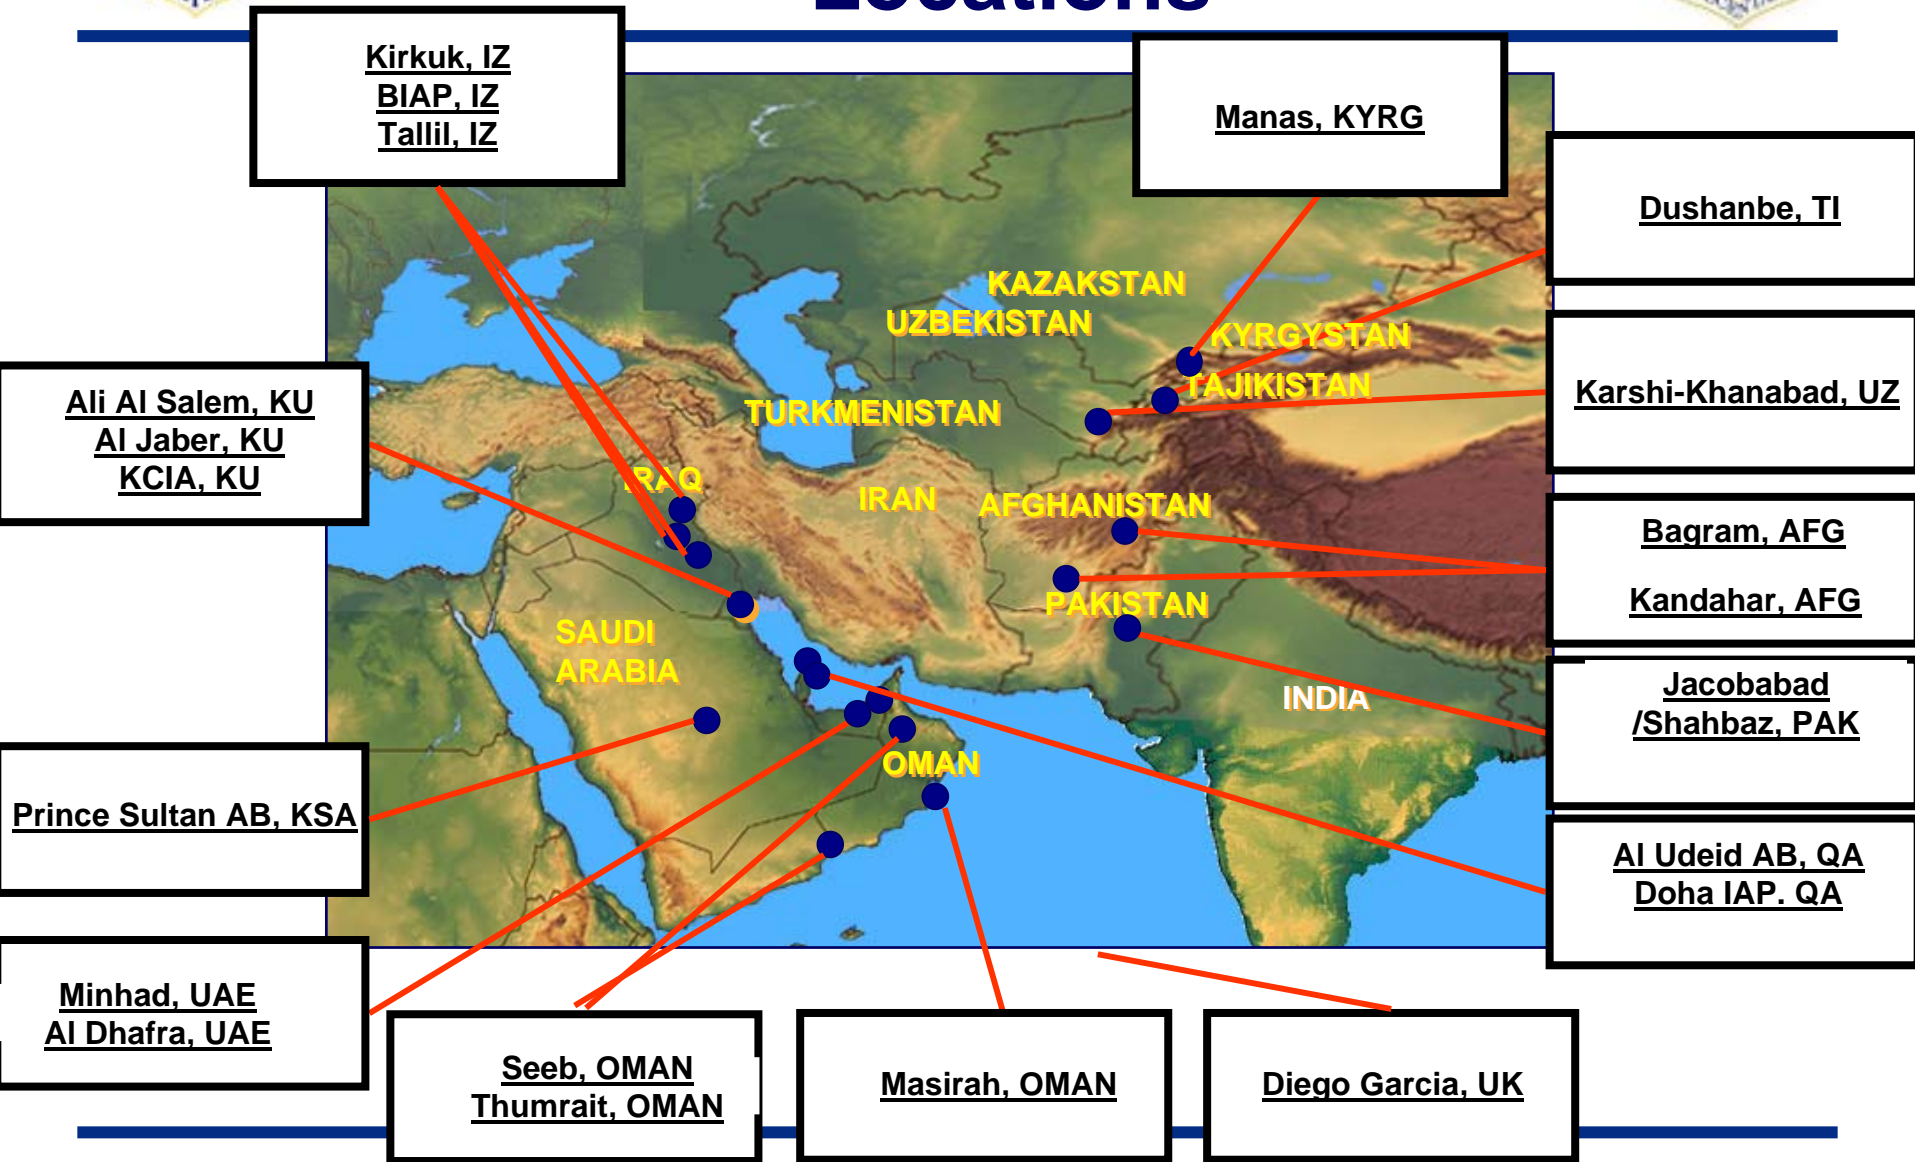 Locations
Kirkuk, IZ
BIAP, IZ
Tallil, IZ
Manas, KYRG
Dushanbe, TI
KAZAKSTAN
UZBEKISTAN
KYRGYSTAN
TAJIKISTAN
Karshi-Khanabad, UZ
Ali Al Salem, KU
Al Jaber, KU
KCIA, KU
TURKMENISTAN
IRAQ
IRAN
AFGHANISTAN
Bagram, AFG
Kandahar, AFG
PAKISTAN
SAUDI
ARABIA
INDIA
Jacobabad
/Shahbaz, PAK
OMAN
Prince Sultan AB, KSA
Al Udeid AB, QA
Doha IAP. QA
Minhad, UAE
Al Dhafra, UAE
Seeb, OMAN
Thumrait, OMAN
Masirah, OMAN
Diego Garcia, UK